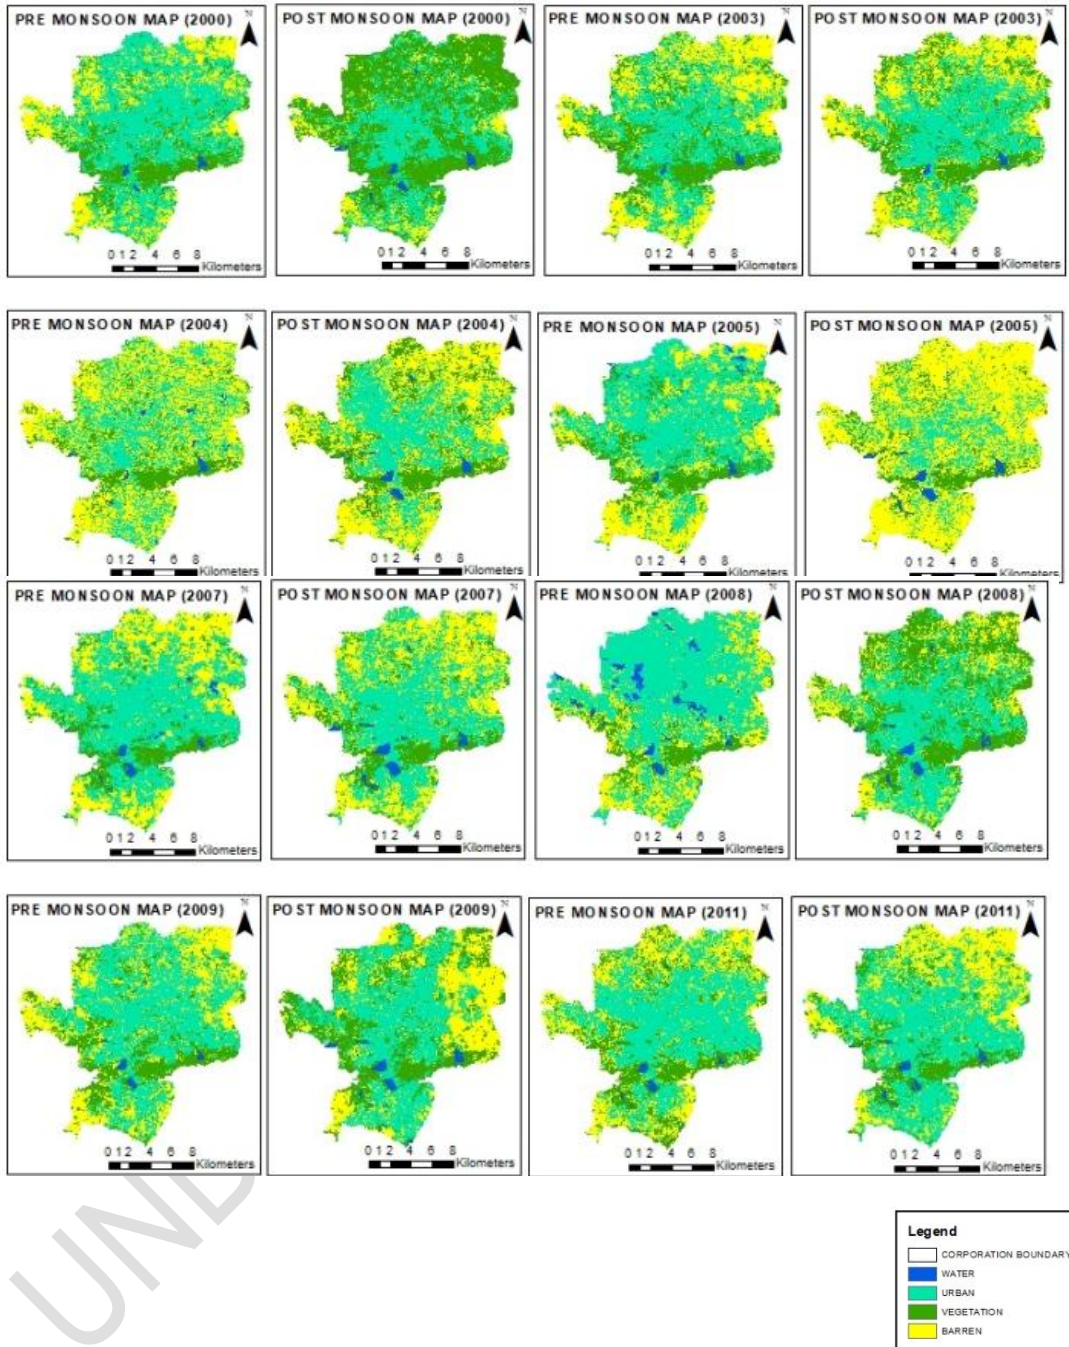 PRE MONSOON MAP (2000)
N
0 1 2 4 6 8
Kilometers
POST MONSOON MAP (2000)
N
0 1 2 4 6 8
Kilometers
PRE MONSOON MAP (2003)
N
0 1 2 4 6 8
Kilometers
POST MONSOON MAP (2003)
N
0 1 2 4 6 8
Kilometers
PRE MONSOON MAP (2004)
N
0 1 2 4 6 8
Kilometers
POST MONSOON MAP (2004)
N
0 1 2 4 6 8
Kilometers
PRE MONSOON MAP (2005)
N
0 1 2 4 6 8
Kilometers
POST MONSOON MAP (2005)
N
0 1 2 4 6 8
Kilometers
PRE MONSOON MAP (2007)
N
0 1 2 4 6 8
Kilometers
POST MONSOON MAP (2007)
N
0 1 2 4 6 8
Kilometers
PRE MONSOON MAP (2008)
N
0 1 2 4 6 8
Kilometers
POST MONSOON MAP (2008)
N
0 1 2 4 6 8
Kilometers
PRE MONSOON MAP (2009)
N
0 1 2 4 6 8
Kilometers
POST MONSOON MAP (2009)
N
0 1 2 4 6 8
Kilometers
PRE MONSOON MAP (2011)
N
0 1 2 4 6 8
Kilometers
POST MONSOON MAP (2011)
N
0 1 2 4 6 8
Kilometers
Legend
CORPORATION BOUNDARY
WATER
URBAN
VEGETATION
BARREN